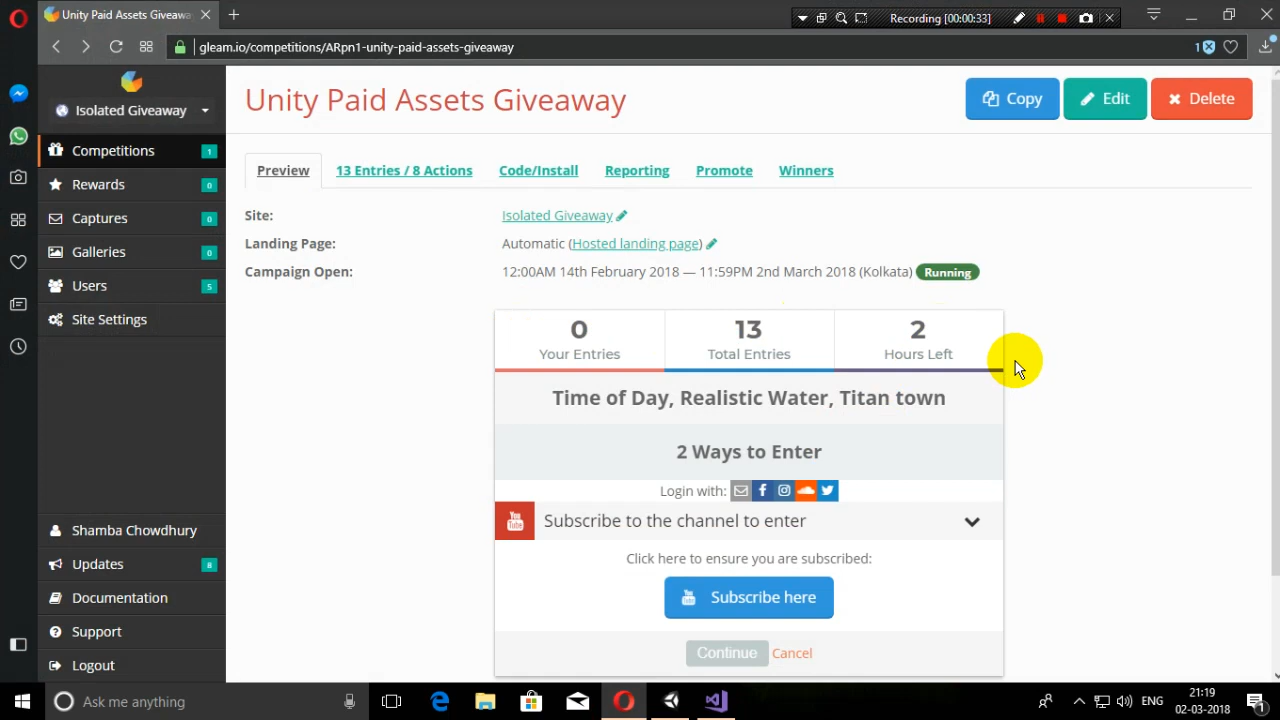 Unity Paid Assets Giveawa
Recording [00:00:33]
gleam.io/competitions/ARpn1-unity-paid-assets-giveaway
1
Isolated Giveaway
Competitions 1
Rewards 0
Captures 0
Galleries 0
Users 5
Site Settings
Shamba Chowdhury
Updates 8
Documentation
Support
Logout
Unity Paid Assets Giveaway
Copy
Edit
Delete
Preview
13 Entries / 8 Actions
Code/Install
Reporting
Promote
Winners
Site: Isolated Giveaway
Landing Page: Automatic (Hosted landing page)
Campaign Open: 12:00AM 14th February 2018 — 11:59PM 2nd March 2018 (Kolkata) Running
0 13 2
Your Entries Total Entries Hours Left
Time of Day, Realistic Water, Titan town
2 Ways to Enter
Login with:
You Tube Subscribe to the channel to enter
Click here to ensure you are subscribed:
Subscribe here
Continue Cancel
Ask me anything
ENG
21:19
02-03-2018
1